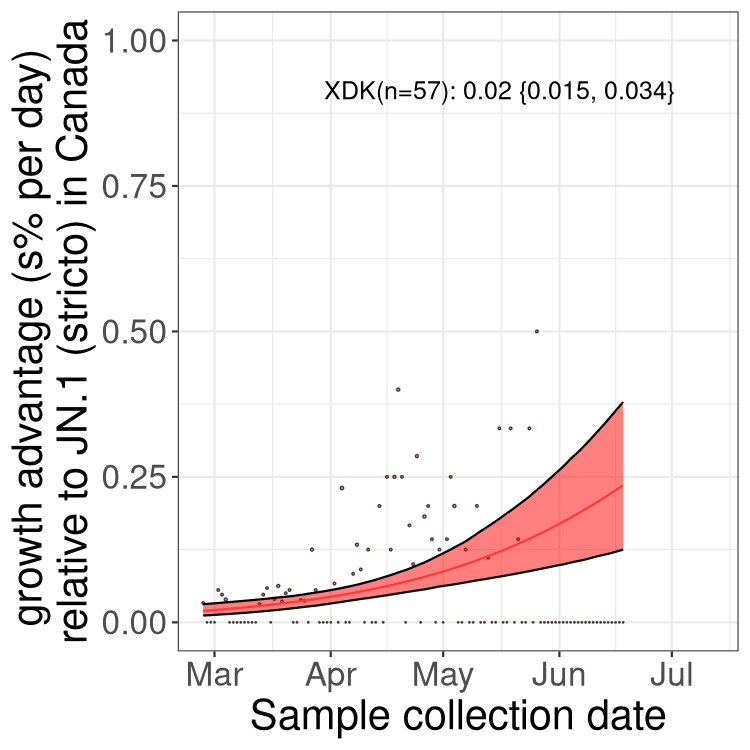 growth advantage (s% per day)
relative to JN.1 (stricto) in Canada
1.00
0.75
0.50
0.25
0.00
XDK(n=57): 0.02 {0.015, 0.034}
Mar Apr May Jun Jul
Sample collection date